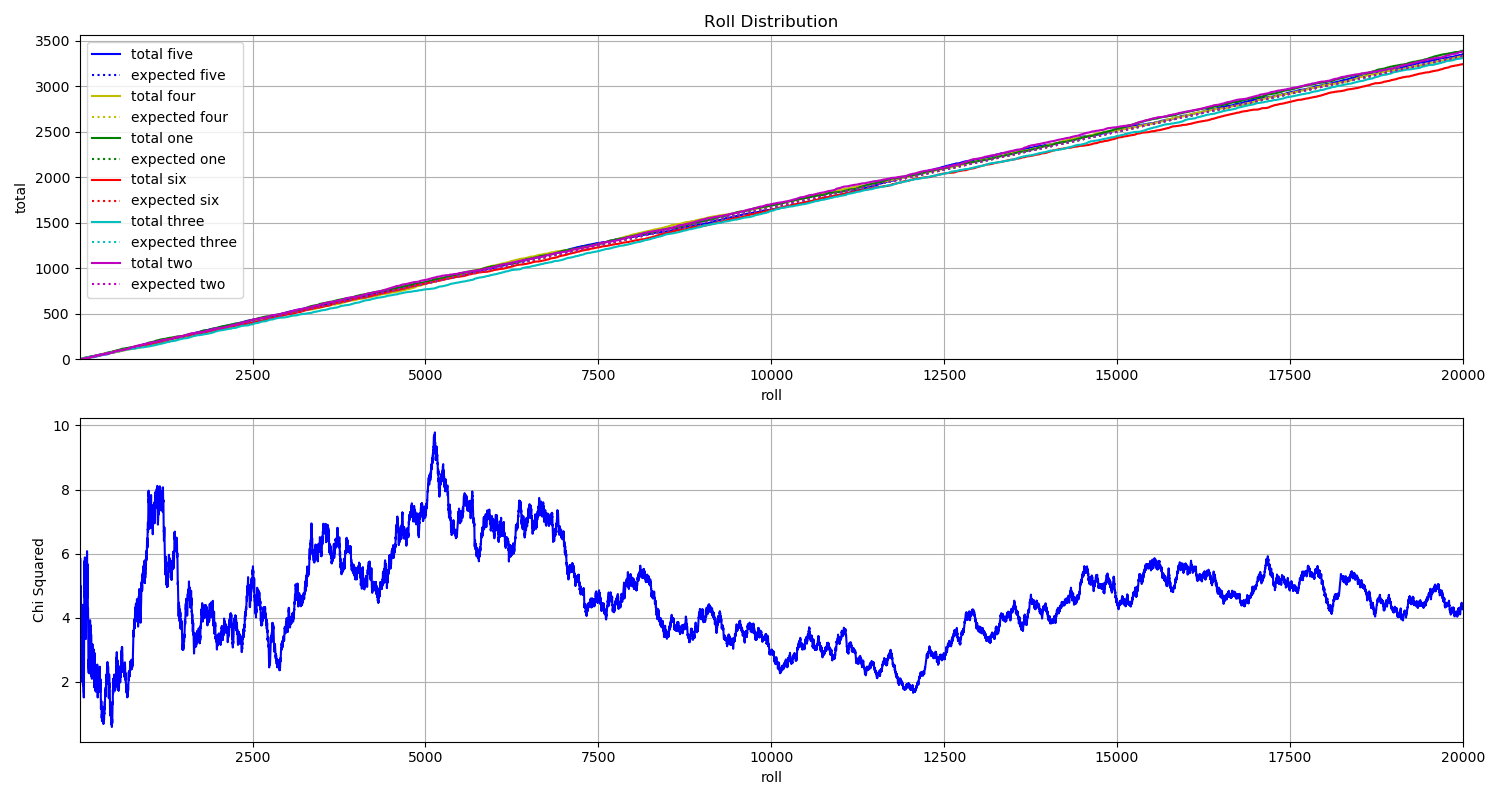 Roll Distribution
3500
3000
2500
2000
1500
1000
500
0
total
total five
expected five
total four
expected four
total one
expected one
total six
expected six
total three
expected three
total two
expected two
2500 5000 7500 10000 12500 15000 17500 20000
roll
10
8
6
4
2
Chi Squared
2500 5000 7500 10000 12500 15000 17500 20000
roll